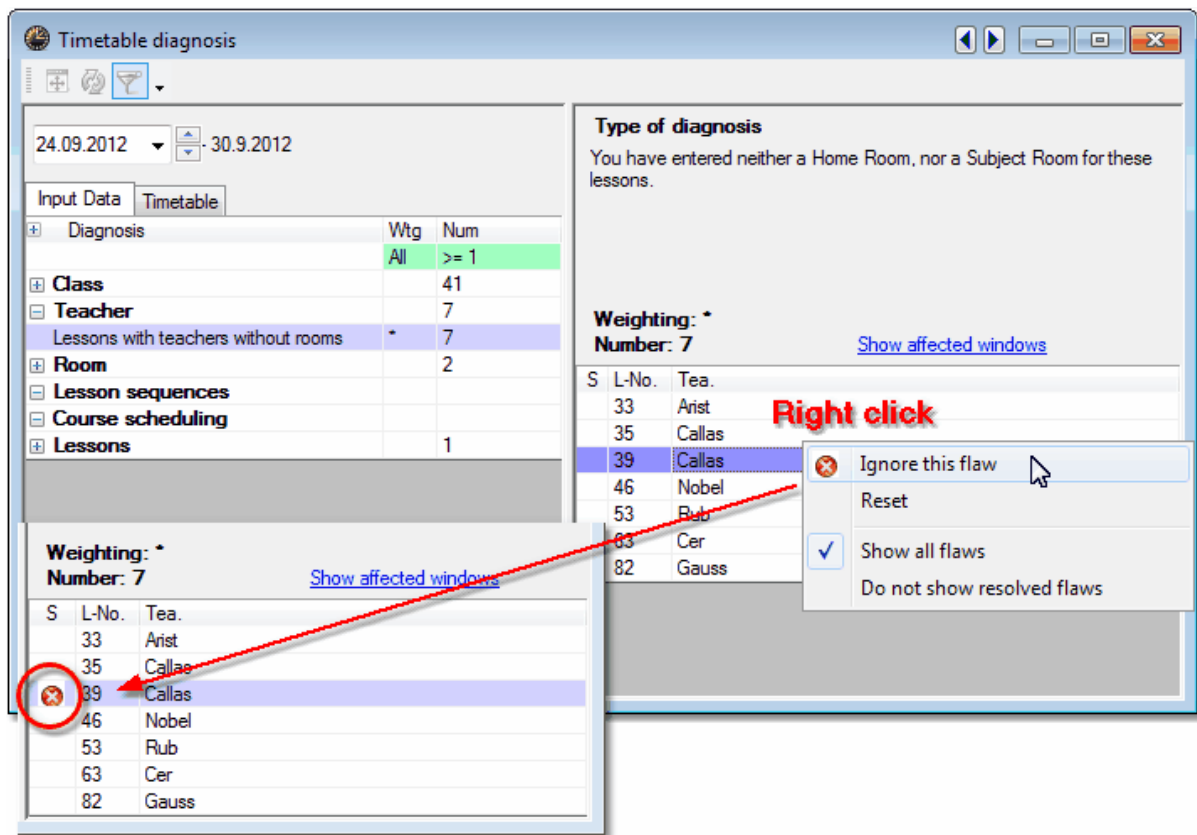 Timetable diagnosis
24.09.2012 - 30.9.2012
Input Data Timetable
Diagnosis Wtg Num
All >= 1
Class 41
Teacher 7
Lessons with teachers without rooms * 7
Room 2
Lesson sequences
Course scheduling
Lessons 1
Type of diagnosis
You have entered neither a Home Room, nor a Subject Room for these
lessons.
Weighting: *
Number: 7 Show affected windows
S L-No. Tea.
33 Arist
35 Callas
39 Callas
46 Nobel
53 Rub
63 Cer
82 Gauss
Right click
Ignore this flaw
Reset
Show all flaws
Do not show resolved flaws
Weighting: *
Number: 7 Show affected windows
S L-No. Tea.
33 Arist
35 Callas
39 Callas
46 Nobel
53 Rub
63 Cer
82 Gauss